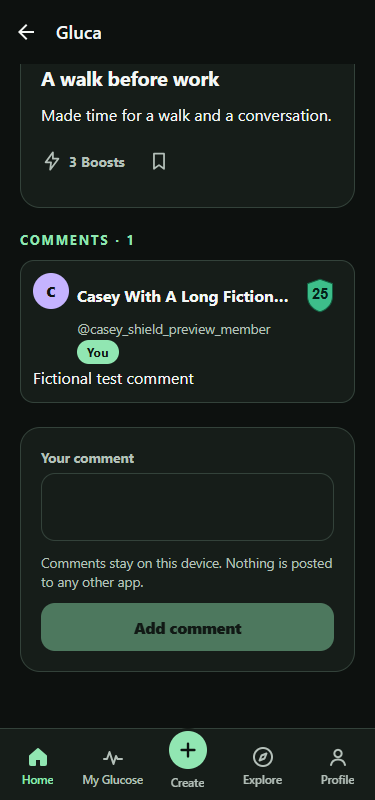 Gluca
A walk before work
Made time for a walk and a conversation.
3 Boosts
COMMENTS · 1
C
Casey With A Long Fiction...
25
@casey_shield_preview_member
You
Fictional test comment
Your comment
Comments stay on this device. Nothing is posted
to any other app.
Add comment
Home
My Glucose
Create
Explore
Profile